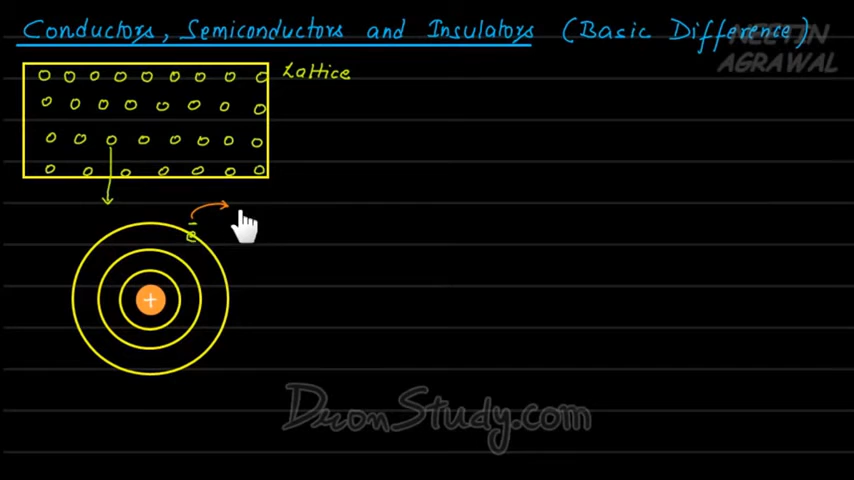 Conductors, Semiconductors and Insulators (Basic Difference)
NEETIN
AGRAWAL
Lattice
e
+
DronStudy.com